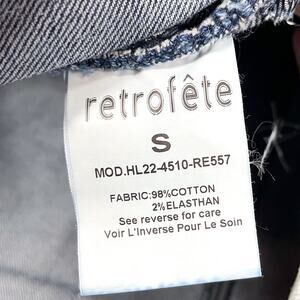 retrofête
S
MOD.HL22-4510-RE557
FABRIC:98%COTTON
2%ELASTHAN
See reverse for care
Voir L'Inverse Pour Le Soin